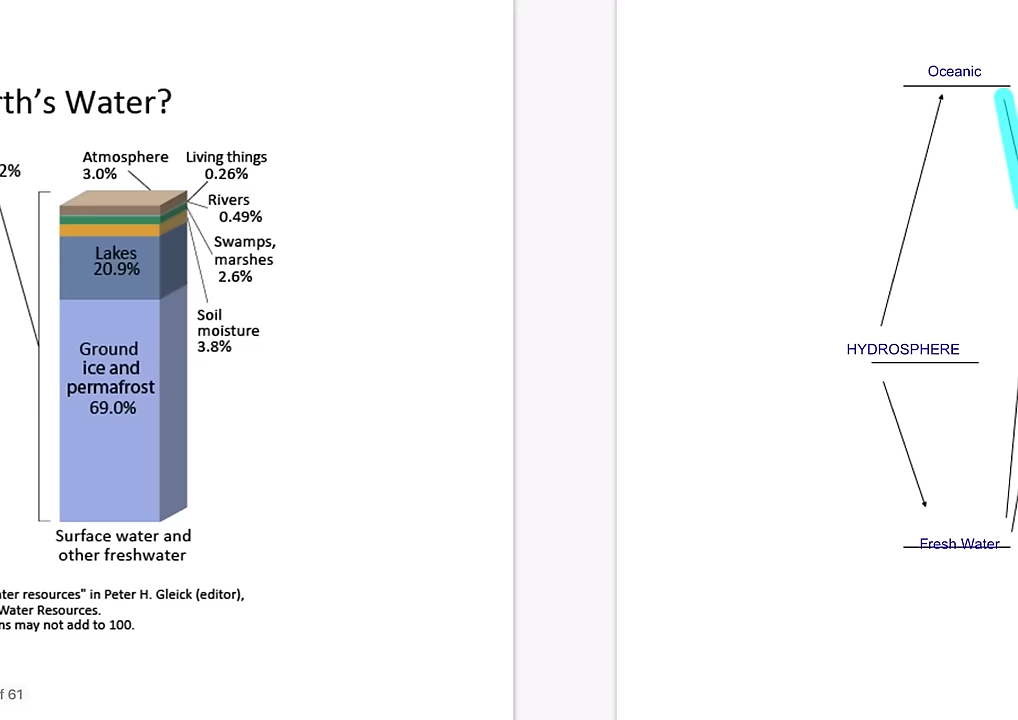 rth's Water?
2%
Atmosphere
3.0%
Living things
0.26%
Rivers
0.49%
Swamps,
marshes
2.6%
Soil
moisture
3.8%
Lakes
20.9%
Ground
ice and
permafrost
69.0%
Surface water and
other freshwater
ter resources" in Peter H. Gleick (editor),
Water Resources.
ns may not add to 100.
f 61
Oceanic
HYDROSPHERE
Fresh Water